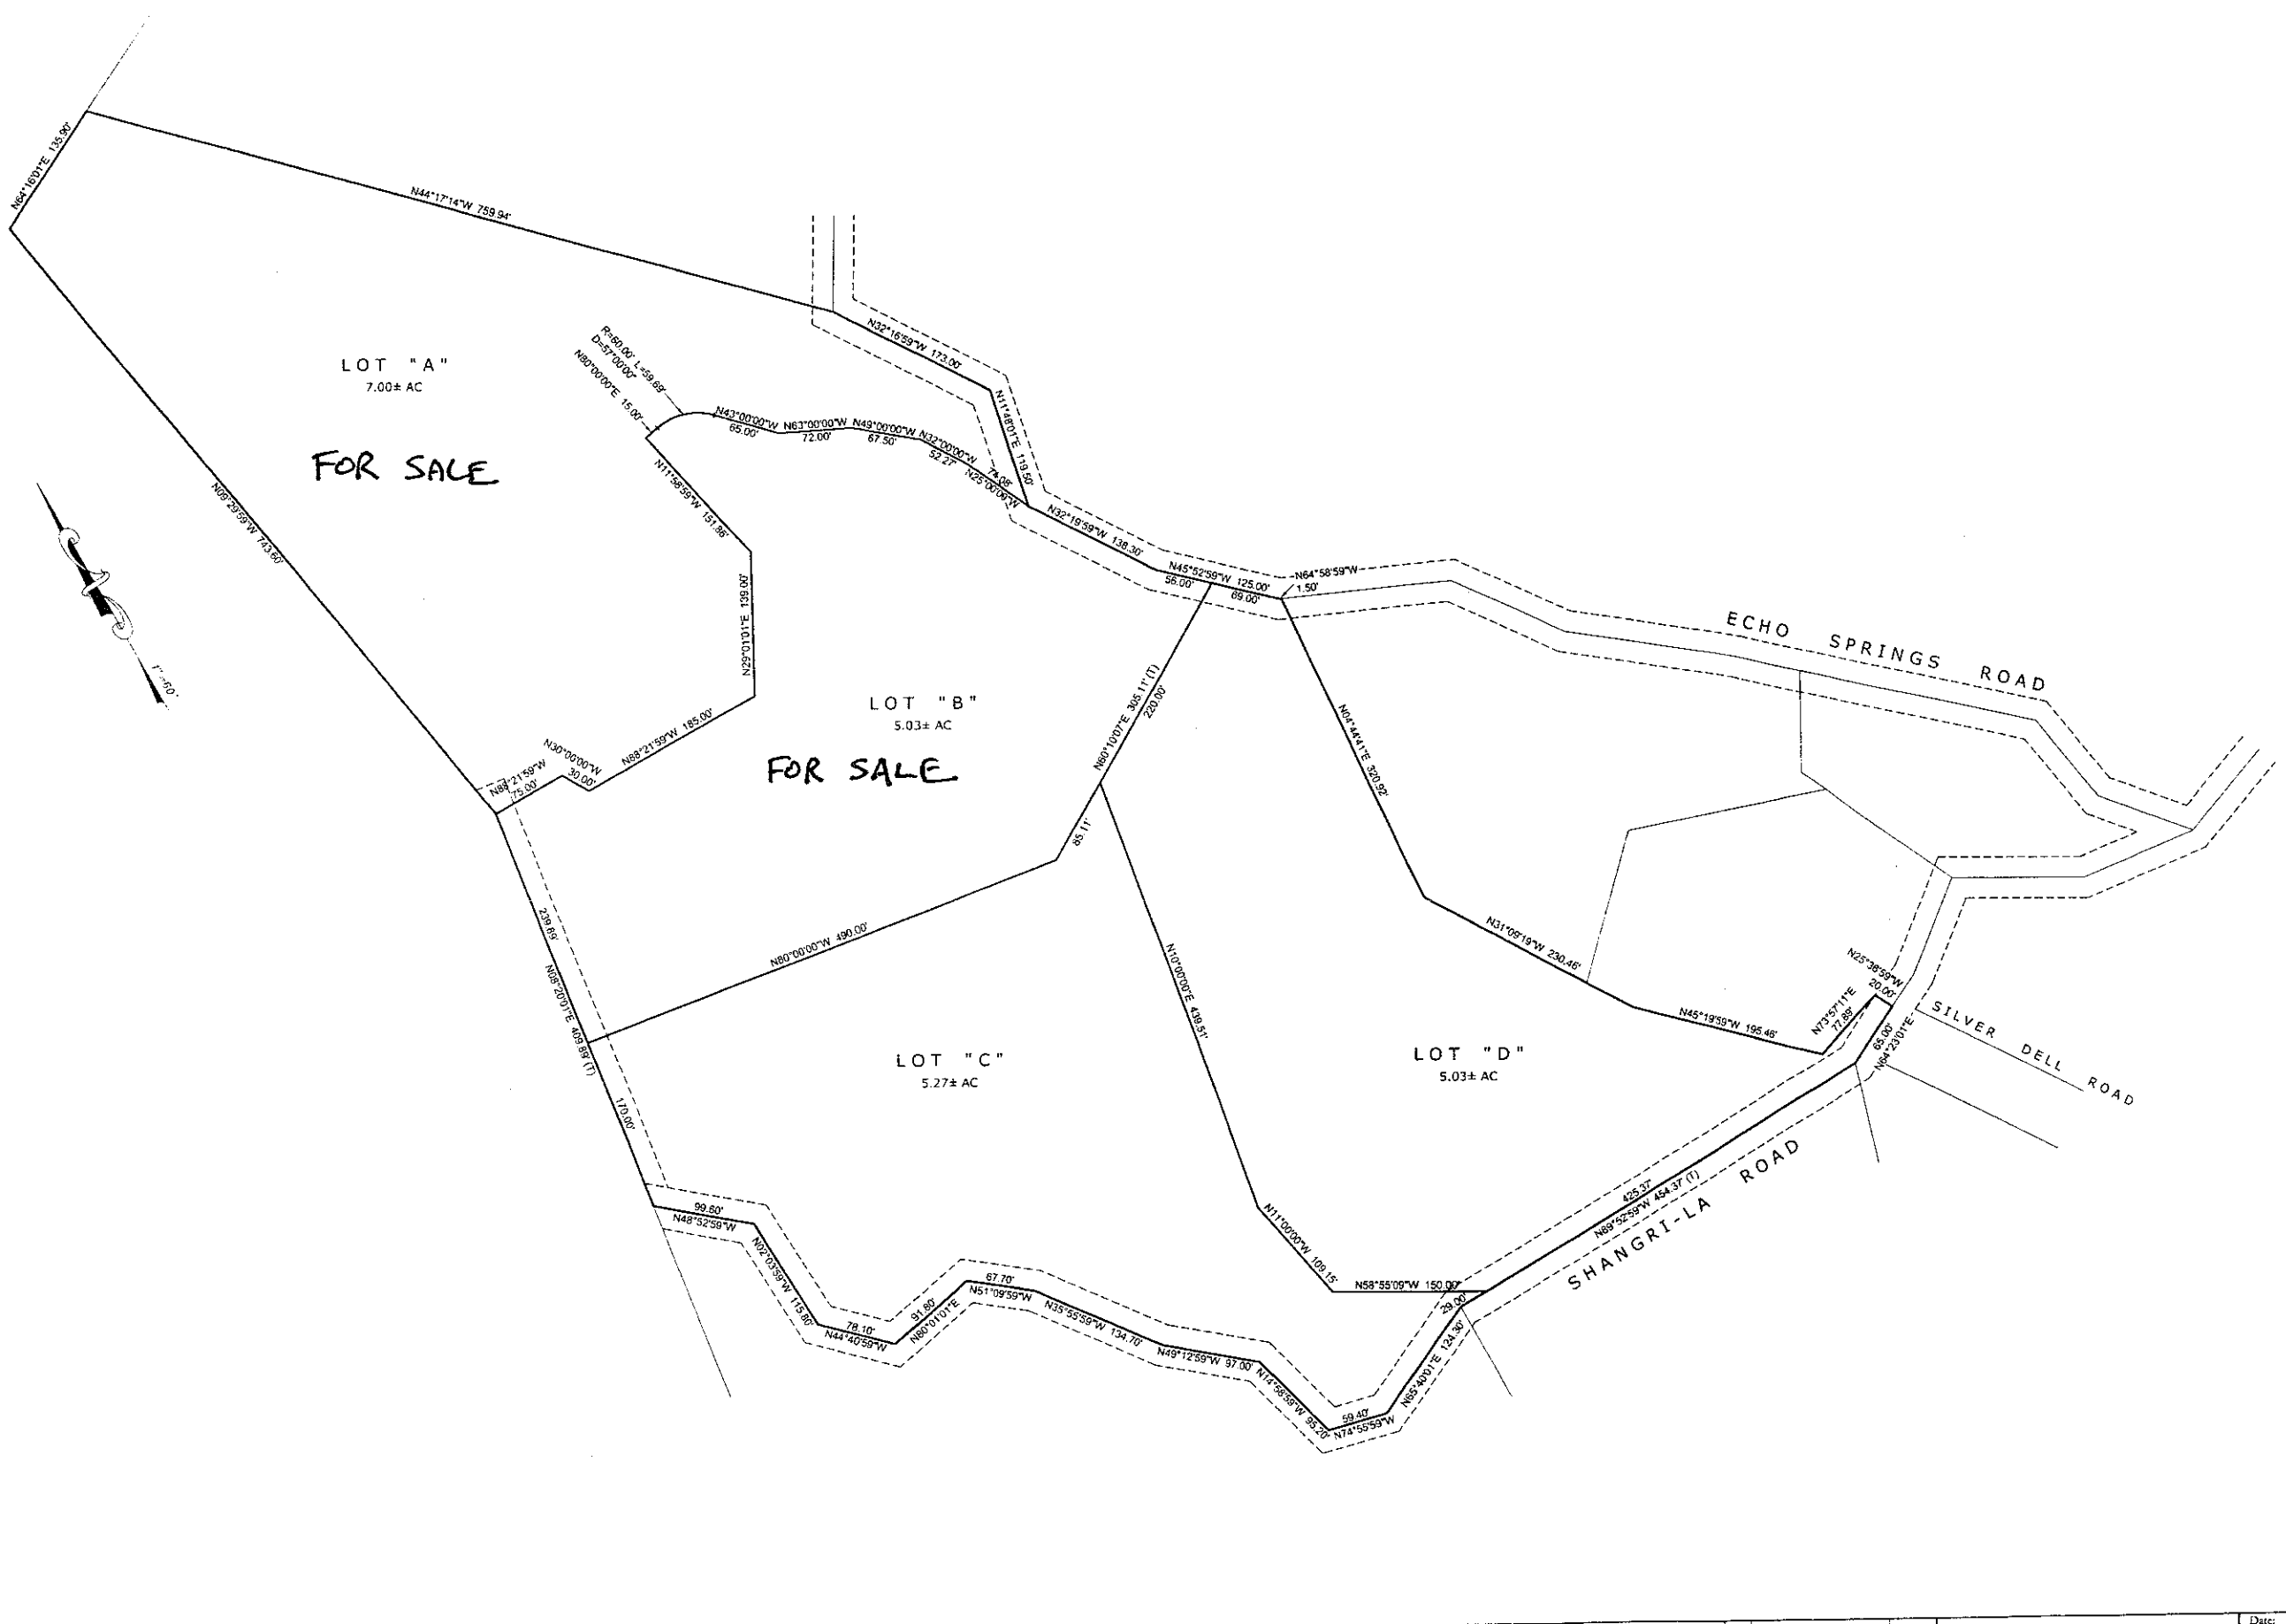 N64°16'01"E 135.90'
N44°17'14"W 759.94'
LOT "A"
7.00± AC
FOR SALE
N09°29'59"W 743.60'
1"=60'
R=60.00' L=59.69'
D=57°00'00"
N80°00'00"E 15.00'
N43°00'00"W
65.00'
N63°00'00"W
72.00'
N49°00'00"W
67.50'
N32°00'00"W
52.27'
74.08'
N25°00'00"W
N32°16'59"W 173.00'
N11°48'01"E 119.50'
N32°19'59"W 138.30'
N45°52'59"W 125.00'
56.00'
69.00'
N64°58'59"W
1.50'
N11°58'59"W 151.86'
N29°01'01"E 139.00'
N88°21'59"W 185.00'
N30°00'00"W
30.00'
N88°21'59"W
75.00'
LOT "B"
5.03± AC
FOR SALE
N60°10'07"E 305.11' (T)
220.00'
85.11'
N04°44'41"E 320.92'
ECHO SPRINGS ROAD
239.89'
N08°20'01"E 409.89' (T)
170.00'
N80°00'00"W 490.00'
N10°00'00"E 439.51'
N31°09'19"W 230.46'
N45°19'59"W 195.46'
N73°57'11"E
77.89'
N25°36'59"W
20.00'
65.00'
N64°23'01"E
SILVER DELL ROAD
LOT "C"
5.27± AC
LOT "D"
5.03± AC
N11°00'00"W 109.15'
N58°55'09"W 150.00'
29.00'
425.37'
N89°52'59"W 454.37' (T)
SHANGRI-LA ROAD
99.60'
N48°52'59"W
N02°03'59"W 115.80'
78.10'
N44°40'59"W
91.80'
N80°01'01"E
67.70'
N51°09'59"W
N35°55'59"W 134.70'
N49°12'59"W 97.00'
N14°58'59"W 95.20'
59.40'
N74°55'59"W
N65°40'01"E 124.30'
Date: